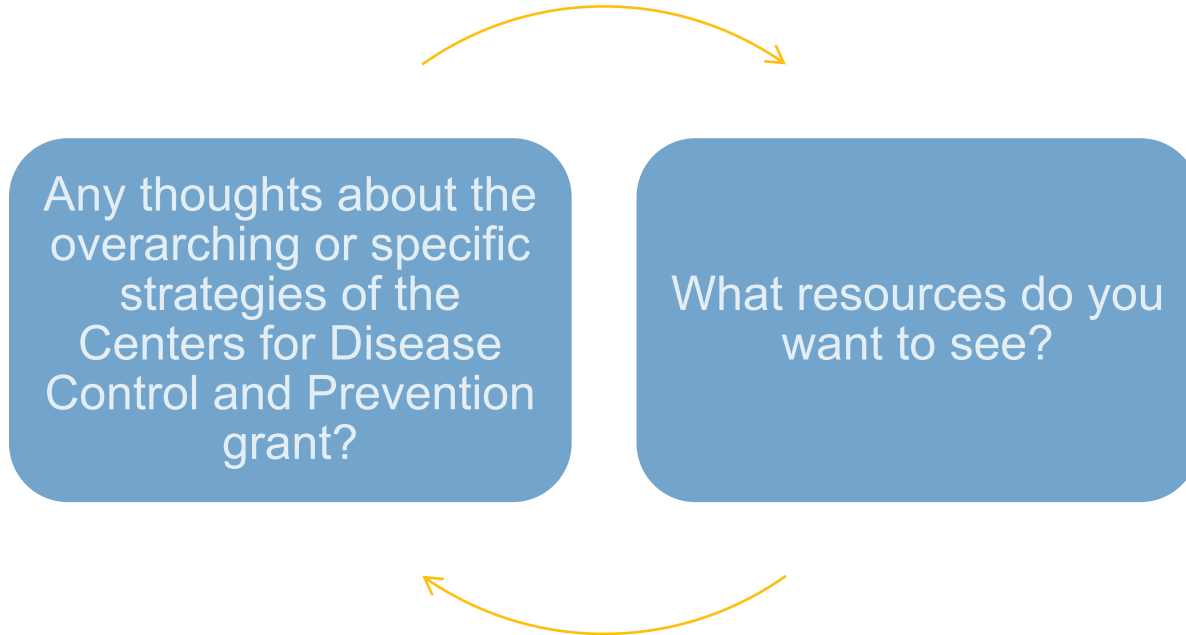 Any thoughts about the
overarching or specific
strategies of the
Centers for Disease
Control and Prevention
grant?
What resources do you
want to see?